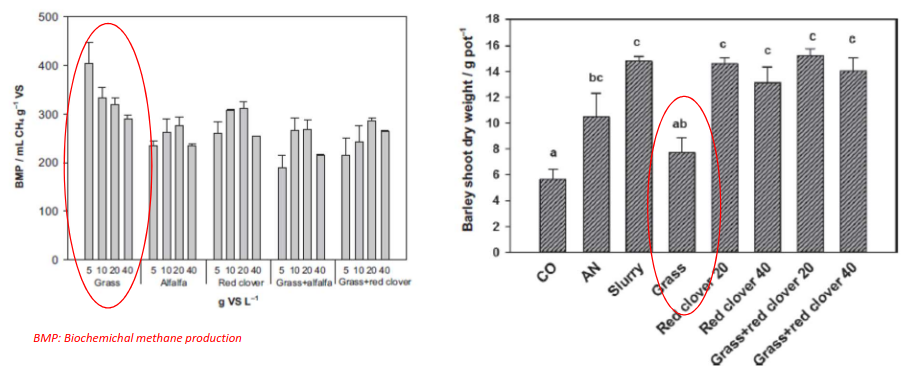 500
400
300
200
100
0
BMP / mL CH₄ g⁻¹ VS
5 10 20 40 5 10 20 40 5 10 20 40 5 10 20 40 5 10 20 40
Grass Alfalfa Red clover Grass+alfalfa Grass+red clover
g VS L⁻¹
BMP: Biochemichal methane production
18
16
14
12
10
8
6
4
2
0
Barley shoot dry weight / g pot⁻¹
a bc c ab c c c c
CO AN Slurry Grass Red clover 20 Red clover 40 Grass+red clover 20 Grass+red clover 40